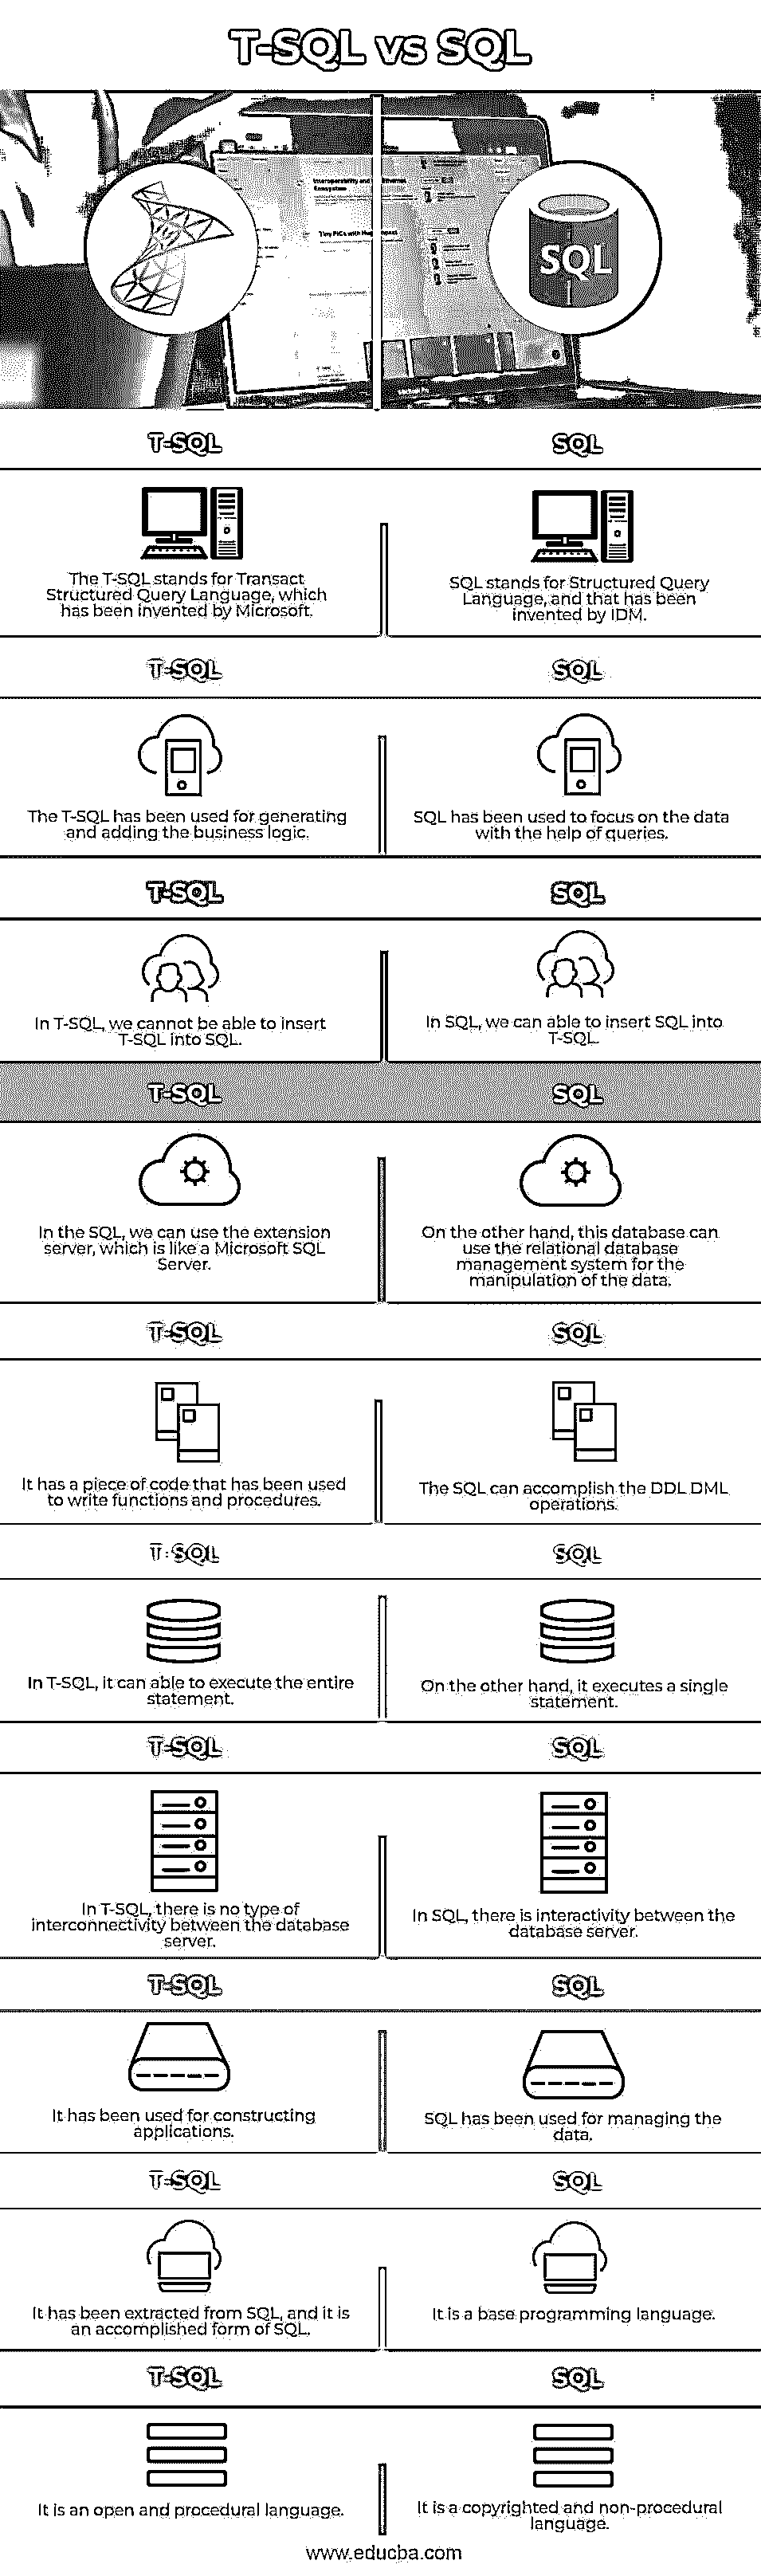 T-SQL vs SQL
Interoperability and
Ethernet
Ecosystem
Tiny PICs with
SQL
T-SQL
SQL
The T-SQL stands for Transact
Structured Query Language, which
has been invented by Microsoft.
SQL stands for Structured Query
Language, and that has been
invented by IDM.
T-SQL
SQL
The T-SQL has been used for generating
and adding the business logic.
SQL has been used to focus on the data
with the help of queries.
T-SQL
SQL
In T-SQL, we cannot be able to insert
T-SQL into SQL.
In SQL, we can able to insert SQL into
T-SQL.
T-SQL
SQL
In the SQL, we can use the extension
server, which is like a Microsoft SQL
Server.
On the other hand, this database can
use the relational database
management system for the
manipulation of the data.
T-SQL
SQL
It has a piece of code that has been used
to write functions and procedures.
The SQL can accomplish the DDL DML
operations.
T-SQL
SQL
In T-SQL, it can able to execute the entire
statement.
On the other hand, it executes a single
statement.
T-SQL
SQL
In T-SQL, there is no type of
interconnectivity between the database
server.
In SQL, there is interactivity between the
database server.
T-SQL
SQL
It has been used for constructing
applications.
SQL has been used for managing the
data.
T-SQL
SQL
It has been extracted from SQL, and it is
an accomplished form of SQL.
It is a base programming language.
T-SQL
SQL
It is an open and procedural language.
It is a copyrighted and non-procedural
language.
www.educba.com